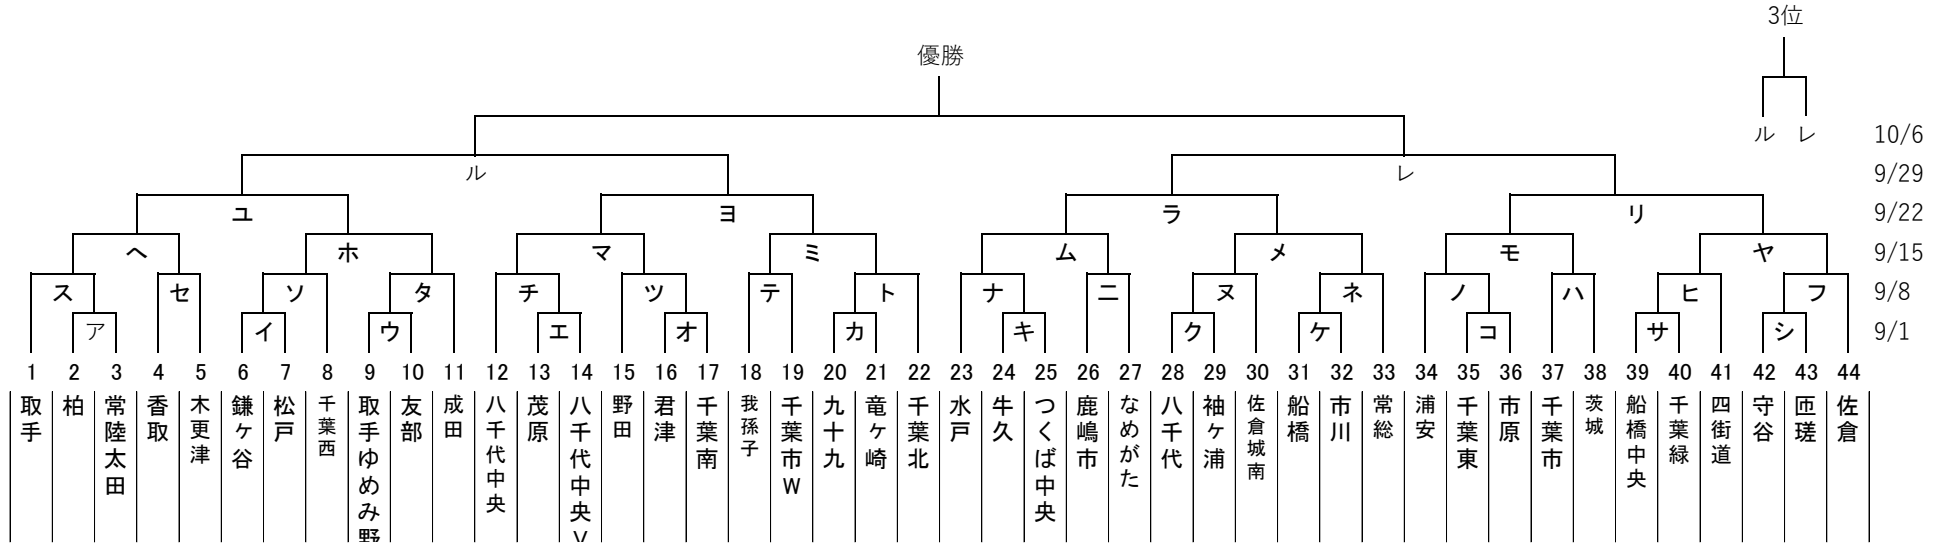 3位
優勝
ル レ 10/6
ル レ 9/29
ユ ヨ ラ リ 9/22
ヘ ホ マ ミ ム メ モ ヤ 9/15
ス セ ソ タ チ ツ テ ト ナ ニ ヌ ネ ノ ハ ヒ フ 9/8
ア イ ウ エ オ カ キ ク ケ コ サ シ 9/1
1 2 3 4 5 6 7 8 9 10 11 12 13 14 15 16 17 18 19 20 21 22 23 24 25 26 27 28 29 30 31 32 33 34 35 36 37 38 39 40 41 42 43 44
取手
柏
常陸太田
香取
木更津
鎌ヶ谷
松戸
千葉西
取手ゆめみ野
友部
成田
八千代中央
茂原
八千代中央V
野田
君津
千葉南
我孫子
千葉市W
九十九
竜ヶ崎
千葉北
水戸
牛久
つくば中央
鹿嶋市
なめがた
八千代
袖ヶ浦
佐倉城南
船橋
市川
常総
浦安
千葉東
市原
千葉市
茨城
船橋中央
千葉緑
四街道
守谷
匝瑳
佐倉